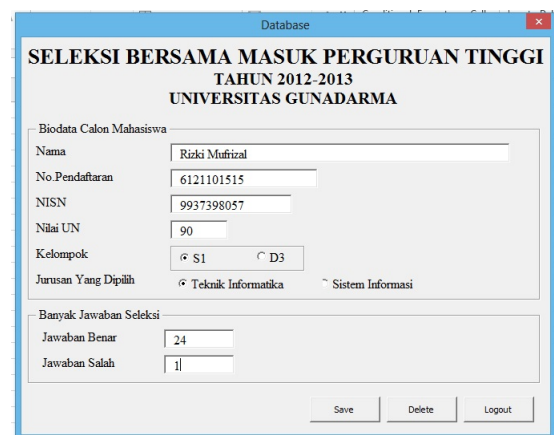 Database
SELEKSI BERSAMA MASUK PERGURUAN TINGGI
TAHUN 2012-2013
UNIVERSITAS GUNADARMA
Biodata Calon Mahasiswa
Nama Rizki Mufrizal
No.Pendaftaran 6121101515
NISN 9937398057
Nilai UN 90
Kelompok S1 D3
Jurusan Yang Dipilih Teknik Informatika Sistem Informasi
Banyak Jawaban Seleksi
Jawaban Benar 24
Jawaban Salah 1
Save Delete Logout